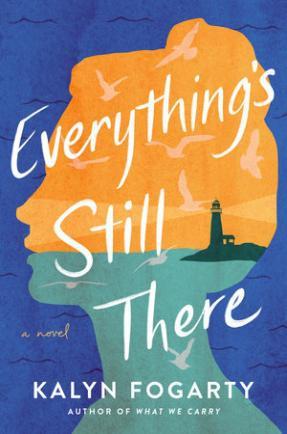 Everything's
Still
There
a novel
KALYN FOGARTY
AUTHOR OF WHAT WE CARRY